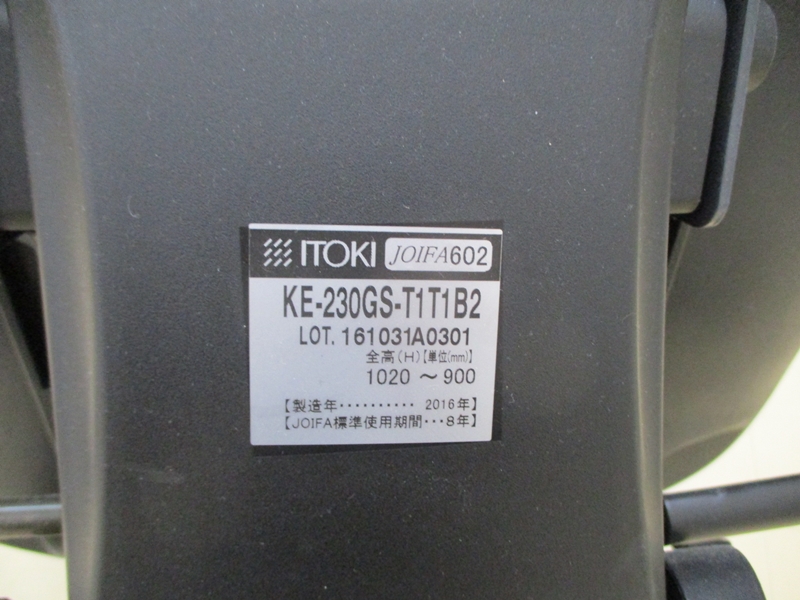 ITOKI JOIFA602
KE-230GS-T1T1B2
LOT. 161031A0301
全高(H)【単位(mm)】
1020 ～ 900
【製造年‥‥‥‥‥ 2016年】
【JOIFA標準使用期間‥・8年】